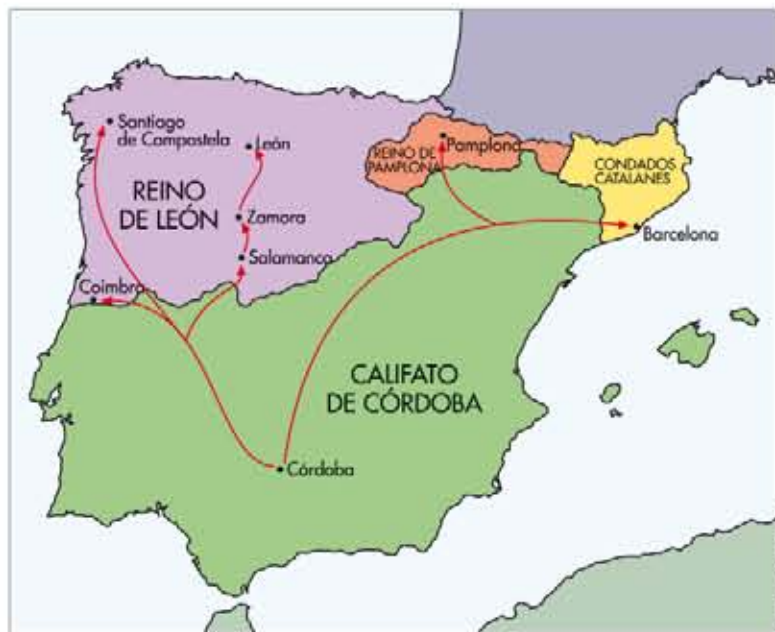 Santiago
de Campostela
León
REINO
DE LEÓN
Zamora
Salamanca
Coimbra
REINO DE
PAMPLONA
Pamplona
CONDADOS
CATALANES
Barcelona
CALIFATO
DE CÓRDOBA
Córdoba